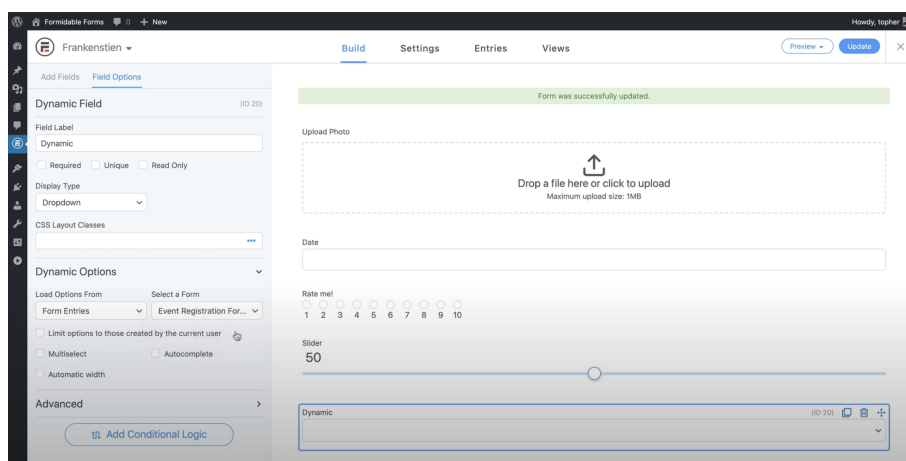 Formidable Forms 0 + New Howdy, topher
Frankenstien Build Settings Entries Views Preview Update
Add Fields Field Options
Form was successfully updated.
Dynamic Field (ID 20)
Field Label
Dynamic
Required Unique Read Only
Display Type
Dropdown
CSS Layout Classes
Dynamic Options
Load Options From Select a Form
Form Entries Event Registration For...
Limit options to those created by the current user
Multiselect Autocomplete
Automatic width
Advanced
Add Conditional Logic
Upload Photo
Drop a file here or click to upload
Maximum upload size: 1MB
Date
Rate me!
1 2 3 4 5 6 7 8 9 10
Slider
50
Dynamic (ID 20)